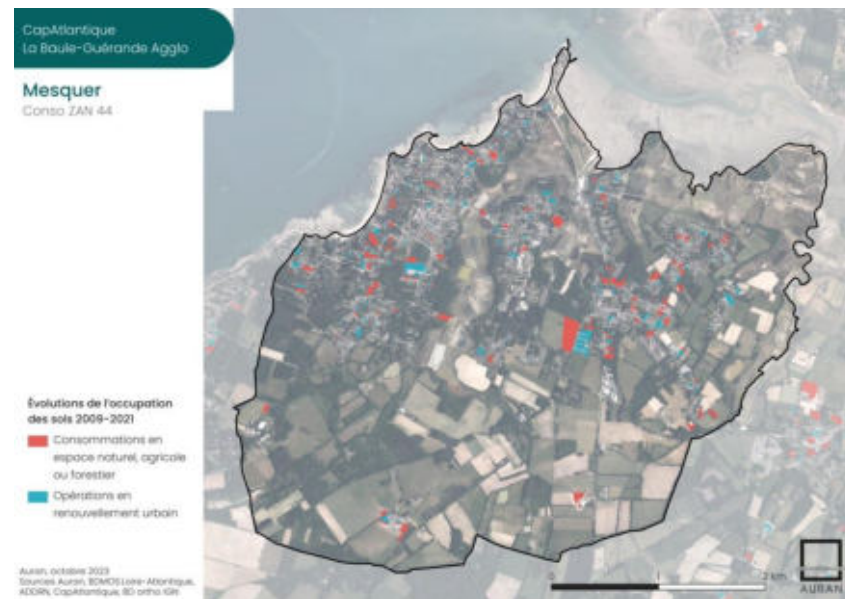 CapAtlantique
La Baule-Guérande Agglo
Mesquer
Conso ZAN 44
Évolutions de l'occupation
des sols 2009-2021
Consommations en
espace naturel, agricole
ou forestier
Opérations en
renouvellement urbain
Auran, octobre 2023
Sources Auran, BDMOS Loire-Atlantique,
ADDRN, CapAtlantique, BD ortho IGN
0 1 2 km
AURAN